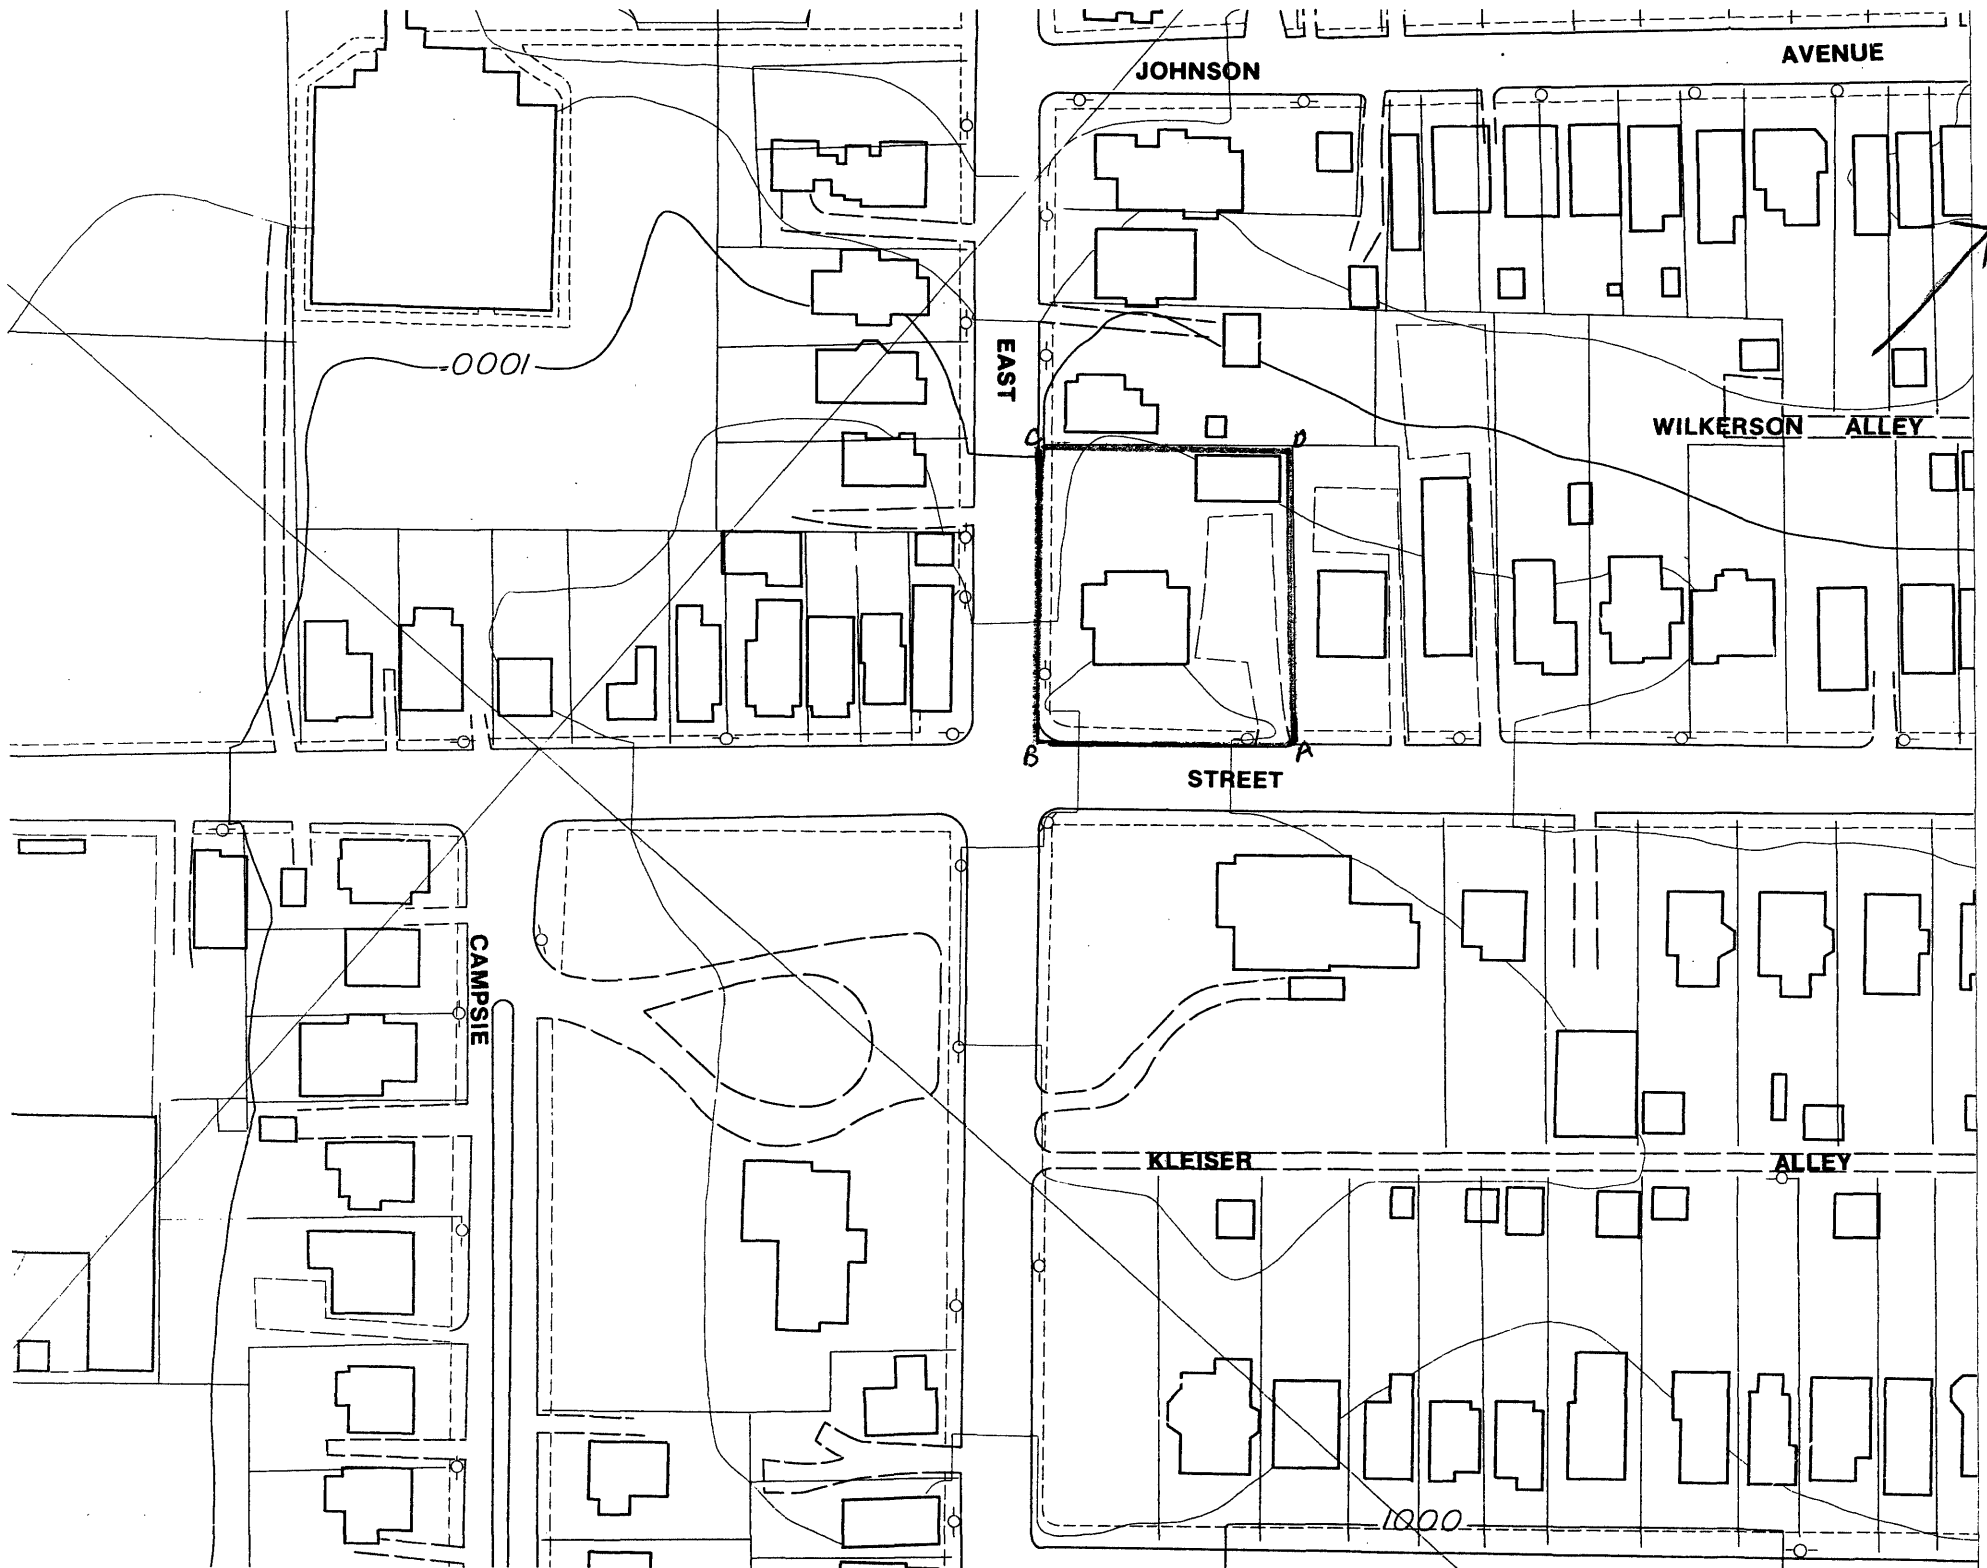 AVENUE
JOHNSON
1000
EAST
WILKERSON ALLEY
C
D
B
A
STREET
CAMPSIE
KLEISER
ALLEY
1000